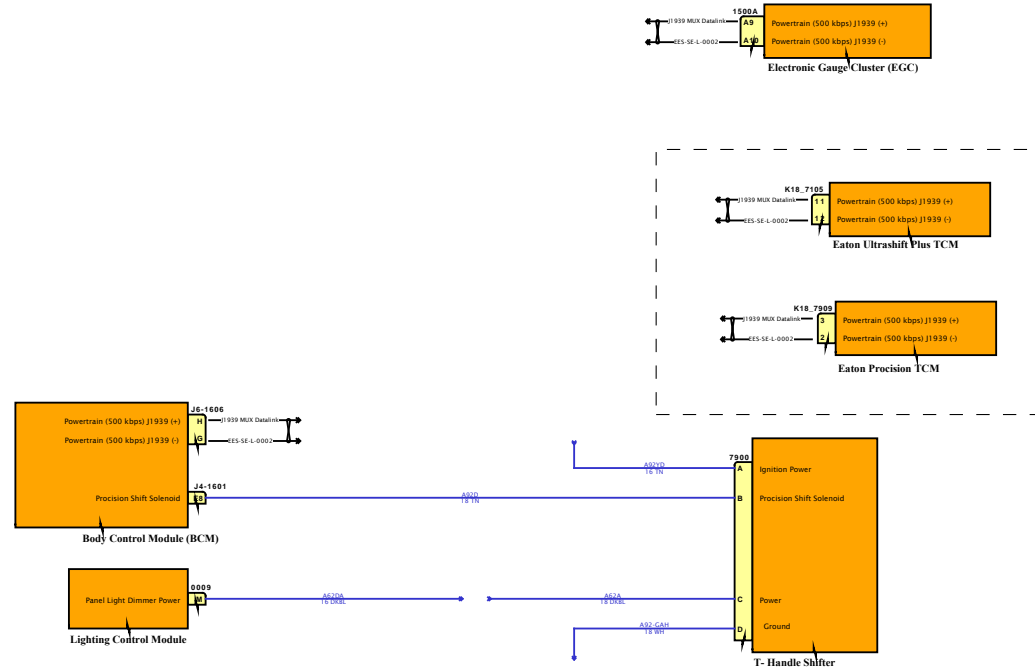 1500A
J1939 MUX Datalink
A9
Powertrain (500 kbps) J1939 (+)
EES-SE-L-0002
A10
Powertrain (500 kbps) J1939 (-)
Electronic Gauge Cluster (EGC)
K18_7105
J1939 MUX Datalink
11
Powertrain (500 kbps) J1939 (+)
EES-SE-L-0002
12
Powertrain (500 kbps) J1939 (-)
Eaton Ultrashift Plus TCM
K18_7909
J1939 MUX Datalink
3
Powertrain (500 kbps) J1939 (+)
EES-SE-L-0002
2
Powertrain (500 kbps) J1939 (-)
Eaton Procision TCM
J6-1606
Powertrain (500 kbps) J1939 (+)
H
J1939 MUX Datalink
Powertrain (500 kbps) J1939 (-)
G
EES-SE-L-0002
J4-1601
Procision Shift Solenoid
E8
Body Control Module (BCM)
A92YD
16 TN
A92D
18 TN
7900
A
Ignition Power
B
Procision Shift Solenoid
C
Power
D
Ground
T- Handle Shifter
0009
Panel Light Dimmer Power
M
Lighting Control Module
A62DA
16 DKBL
A62A
18 DKBL
A92-GAH
18 WH